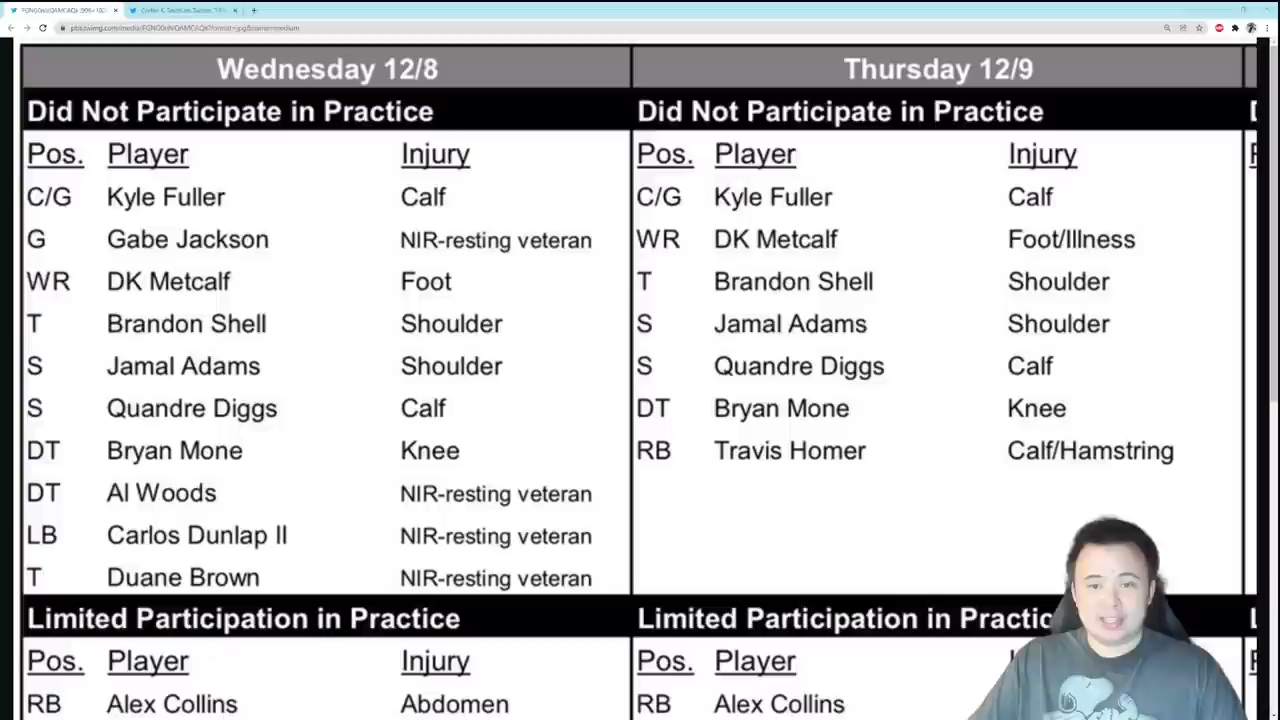 pbs.twimg.com/media/
Wednesday 12/8
Thursday 12/9
Did Not Participate in Practice
Did Not Participate in Practice
Pos. Player Injury
Pos. Player Injury
C/G Kyle Fuller Calf
C/G Kyle Fuller Calf
G Gabe Jackson NIR-resting veteran
WR DK Metcalf Foot/Illness
WR DK Metcalf Foot
T Brandon Shell Shoulder
T Brandon Shell Shoulder
S Jamal Adams Shoulder
S Jamal Adams Shoulder
S Quandre Diggs Calf
S Quandre Diggs Calf
DT Bryan Mone Knee
DT Bryan Mone Knee
RB Travis Homer Calf/Hamstring
DT Al Woods NIR-resting veteran
LB Carlos Dunlap II NIR-resting veteran
T Duane Brown NIR-resting veteran
Limited Participation in Practice
Limited Participation in Practic
Pos. Player Injury
Pos. Player
RB Alex Collins Abdomen
RB Alex Collins